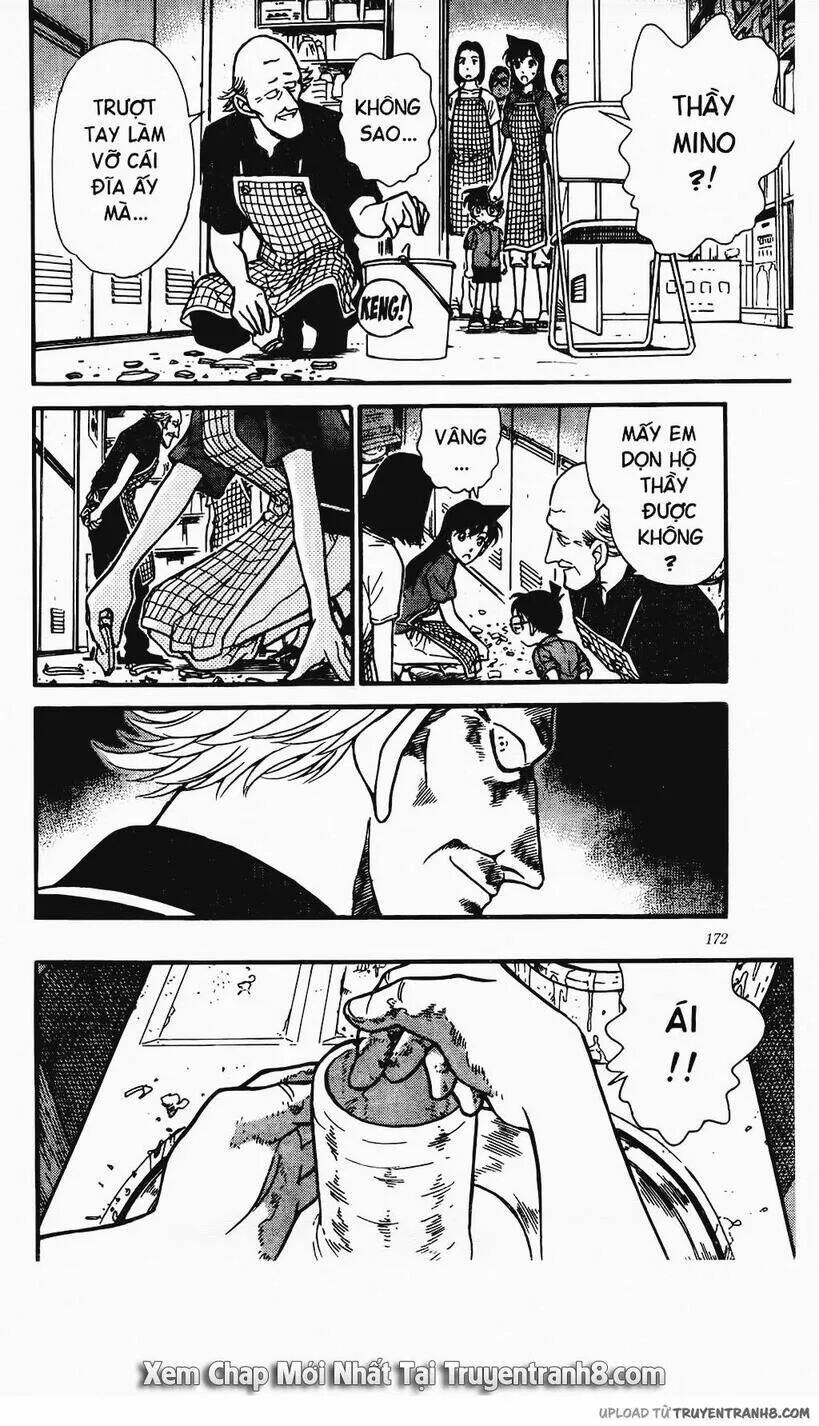 THẦY
MINO
?!
KHÔNG
SAO...
TRƯỢT
TAY LÀM
VỠ CÁI
ĐĨA ẤY
MÀ...
KENG!
MẤY EM
DỌN HỘ
THẦY
ĐƯỢC
KHÔNG
?
VÂNG
...
172
ÁI
!!
Xem Chap Mới Nhất Tại Truyentranh8.com
UPLOAD TỪ TRUYENTRANH8.COM